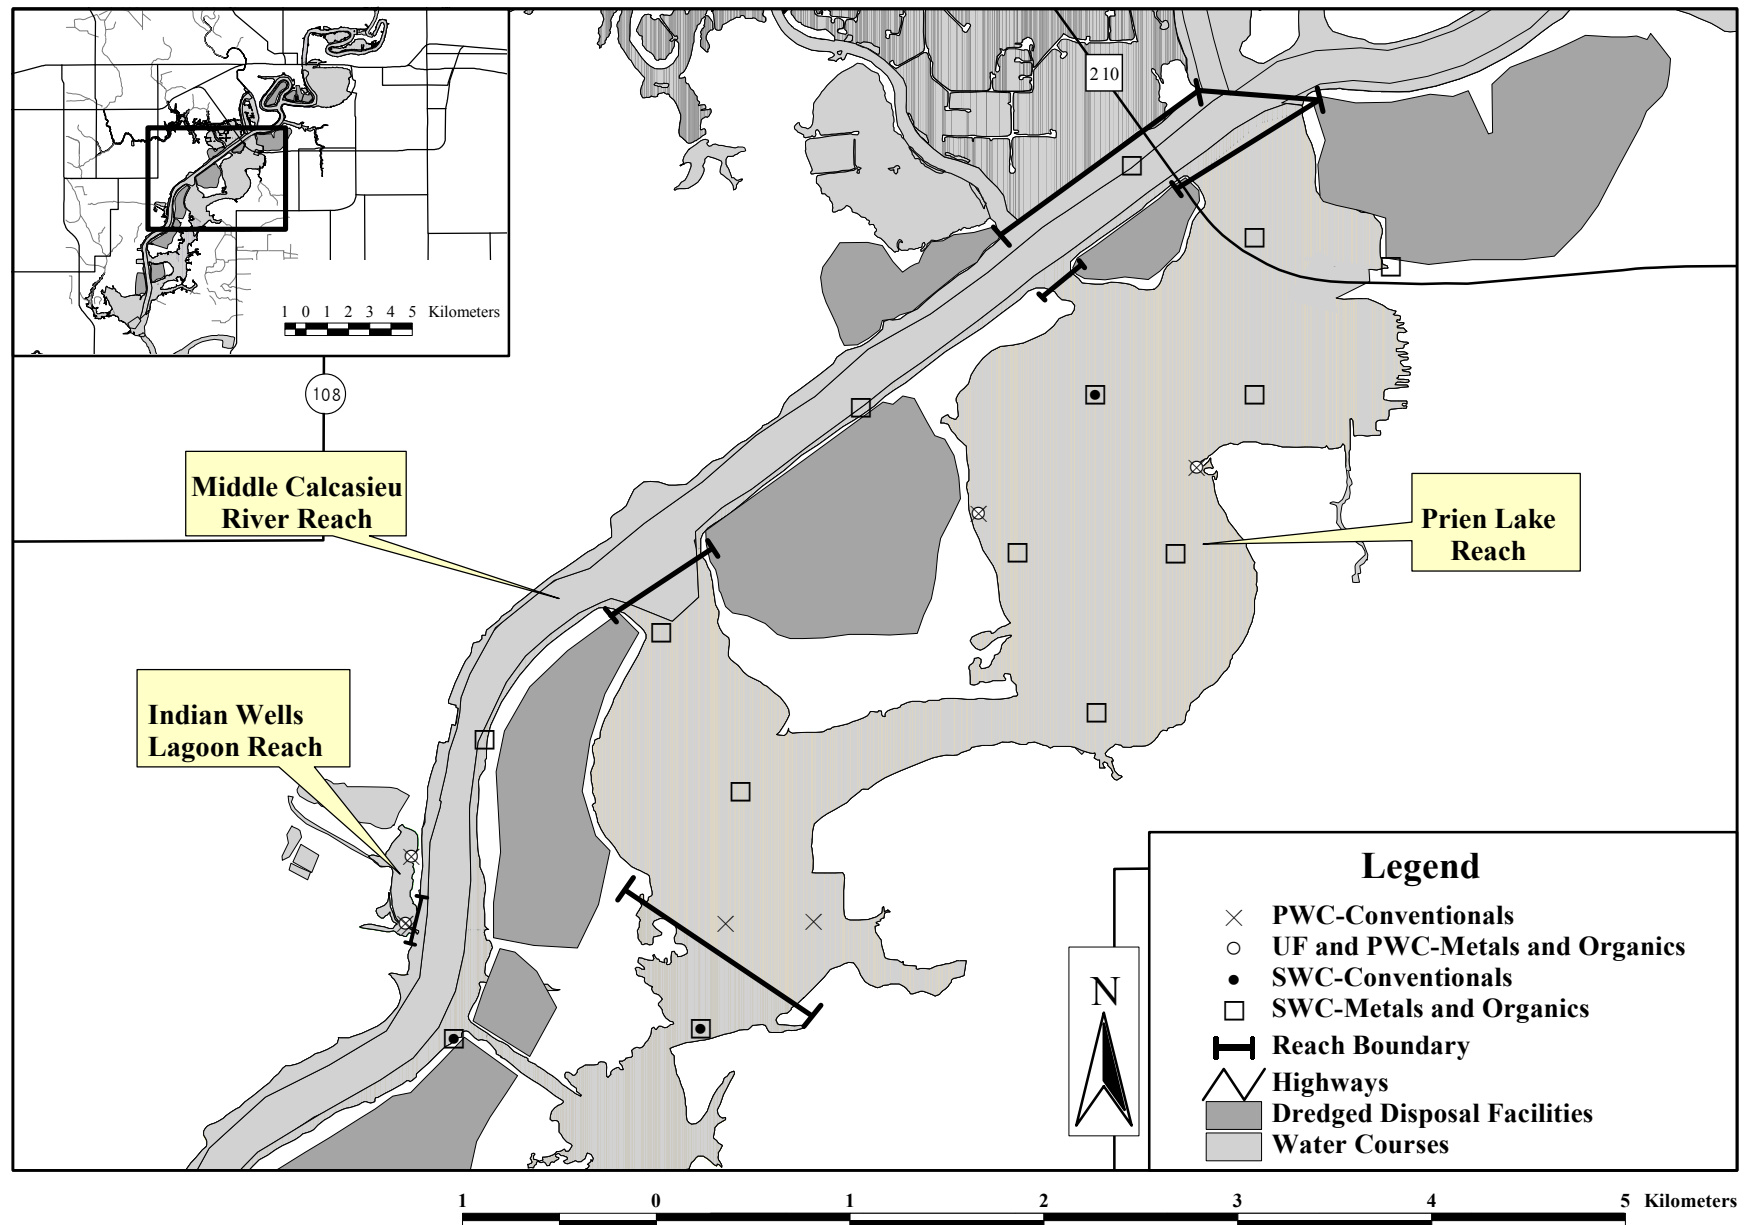 210
1 0 1 2 3 4 5 Kilometers
108
Middle Calcasieu
River Reach
Prien Lake
Reach
Indian Wells
Lagoon Reach
Legend
PWC-Conventionals
UF and PWC-Metals and Organics
SWC-Conventionals
SWC-Metals and Organics
Reach Boundary
Highways
Dredged Disposal Facilities
Water Courses
N
1 0 1 2 3 4 5 Kilometers